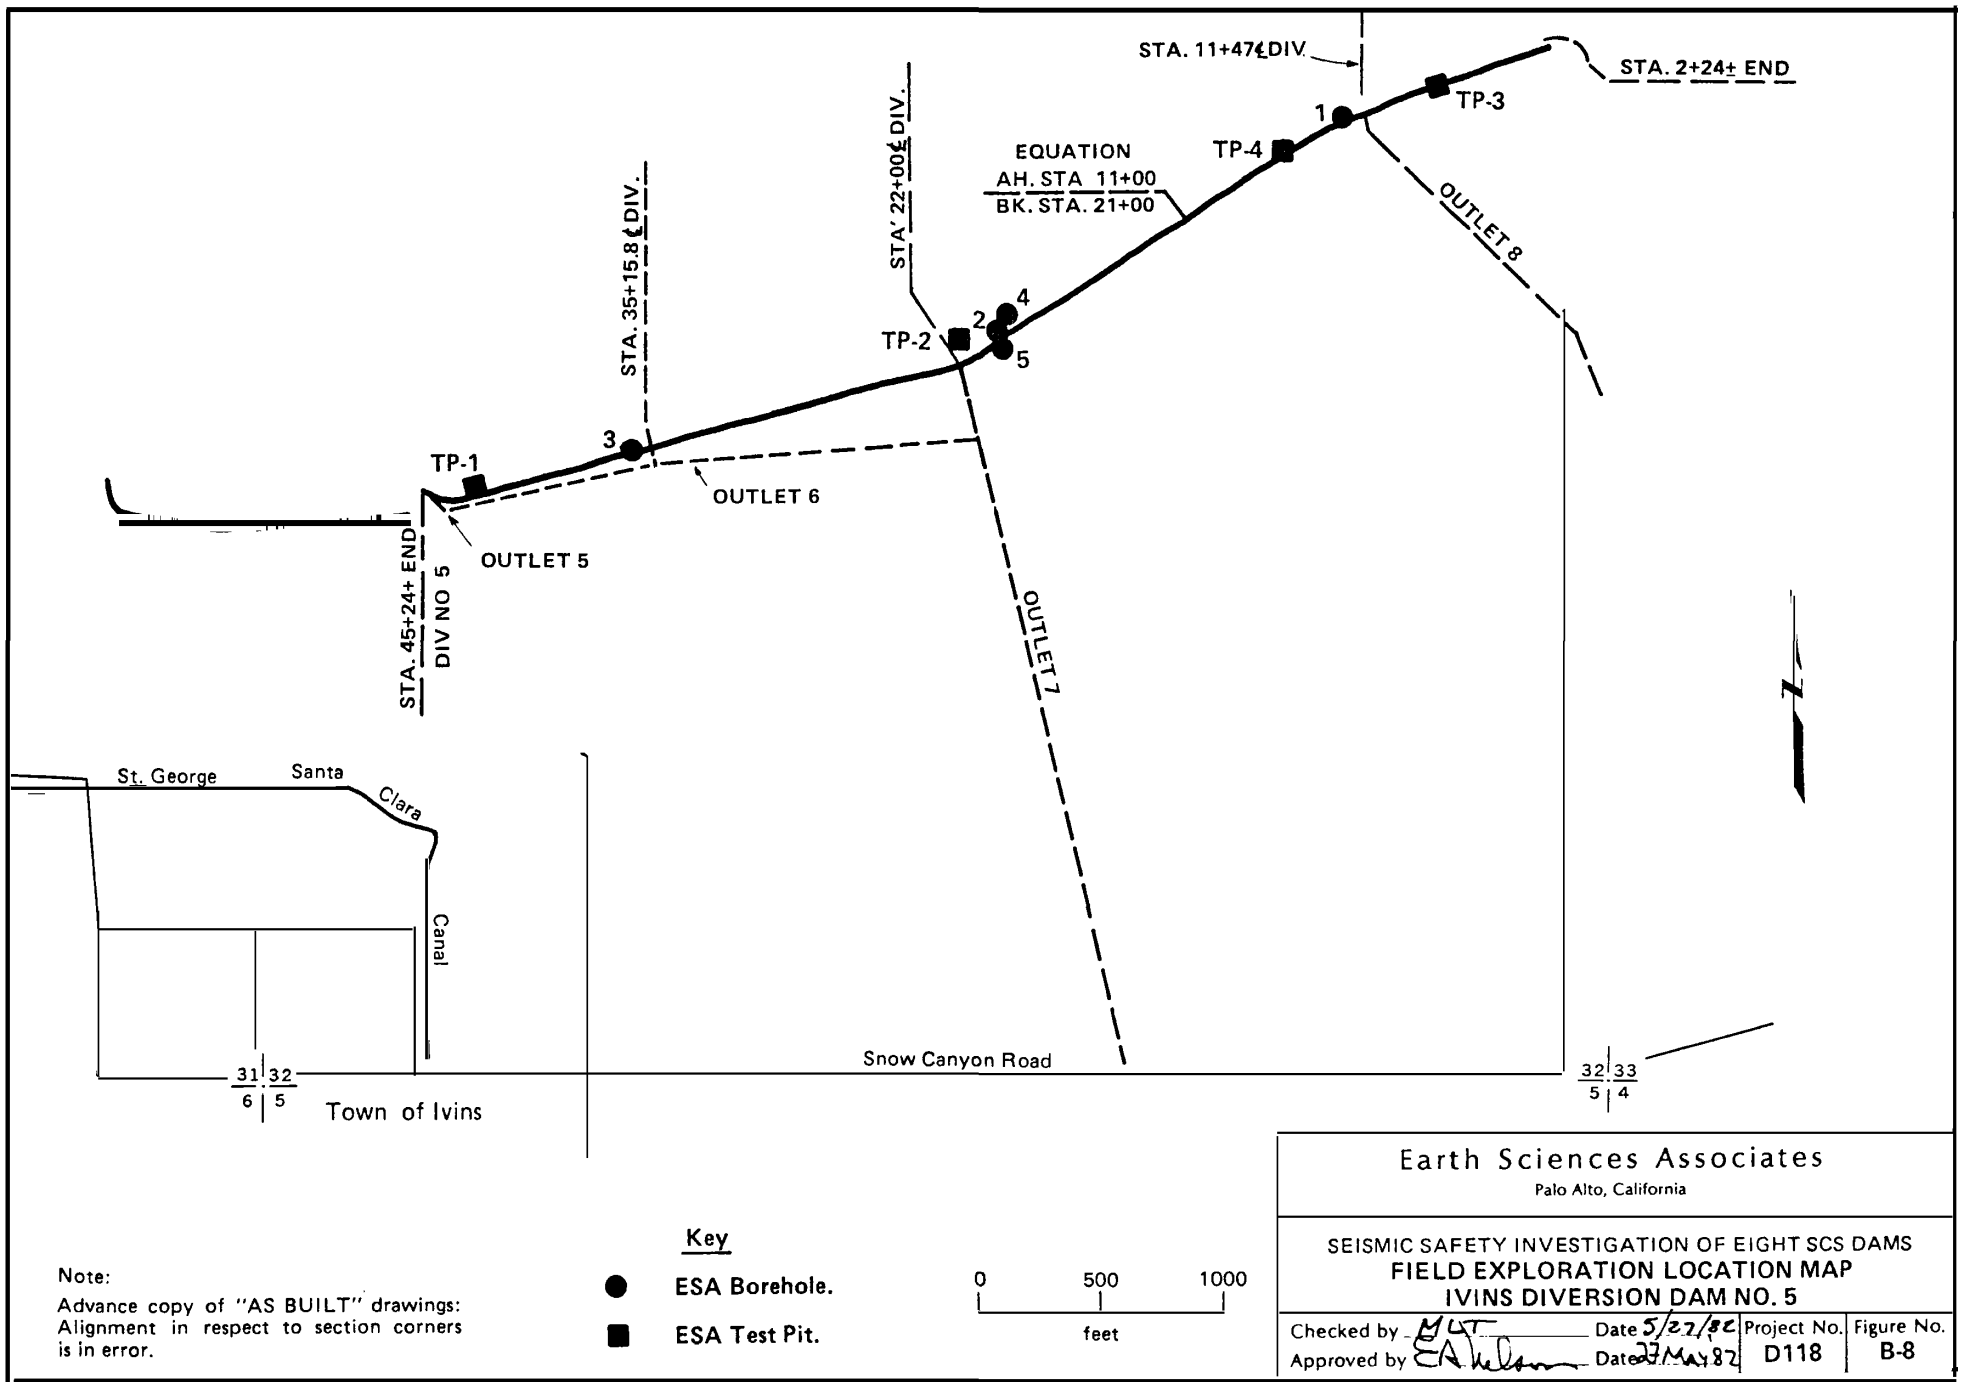 STA. 11+47℄DIV.
STA. 2+24± END
TP-3
1
TP-4
EQUATION
AH. STA 11+00
BK. STA. 21+00
OUTLET 8
STA' 22+00℄ DIV.
STA. 35+15.8℄ DIV.
4
2
TP-2
5
3
TP-1
OUTLET 6
OUTLET 5
STA. 45+24+ END
DIV NO 5
OUTLET 7
N
St. George Santa Clara Canal
Snow Canyon Road
31 32
6 5
32 33
5 4
Town of Ivins
Key
ESA Borehole.
ESA Test Pit.
0 500 1000
feet
Note:
Advance copy of "AS BUILT" drawings:
Alignment in respect to section corners
is in error.
Earth Sciences Associates
Palo Alto, California
SEISMIC SAFETY INVESTIGATION OF EIGHT SCS DAMS
FIELD EXPLORATION LOCATION MAP
IVINS DIVERSION DAM NO. 5
Checked by Date 5/27/82
Approved by EA Nelson Date 27 May 82
Project No.
D118
Figure No.
B-8